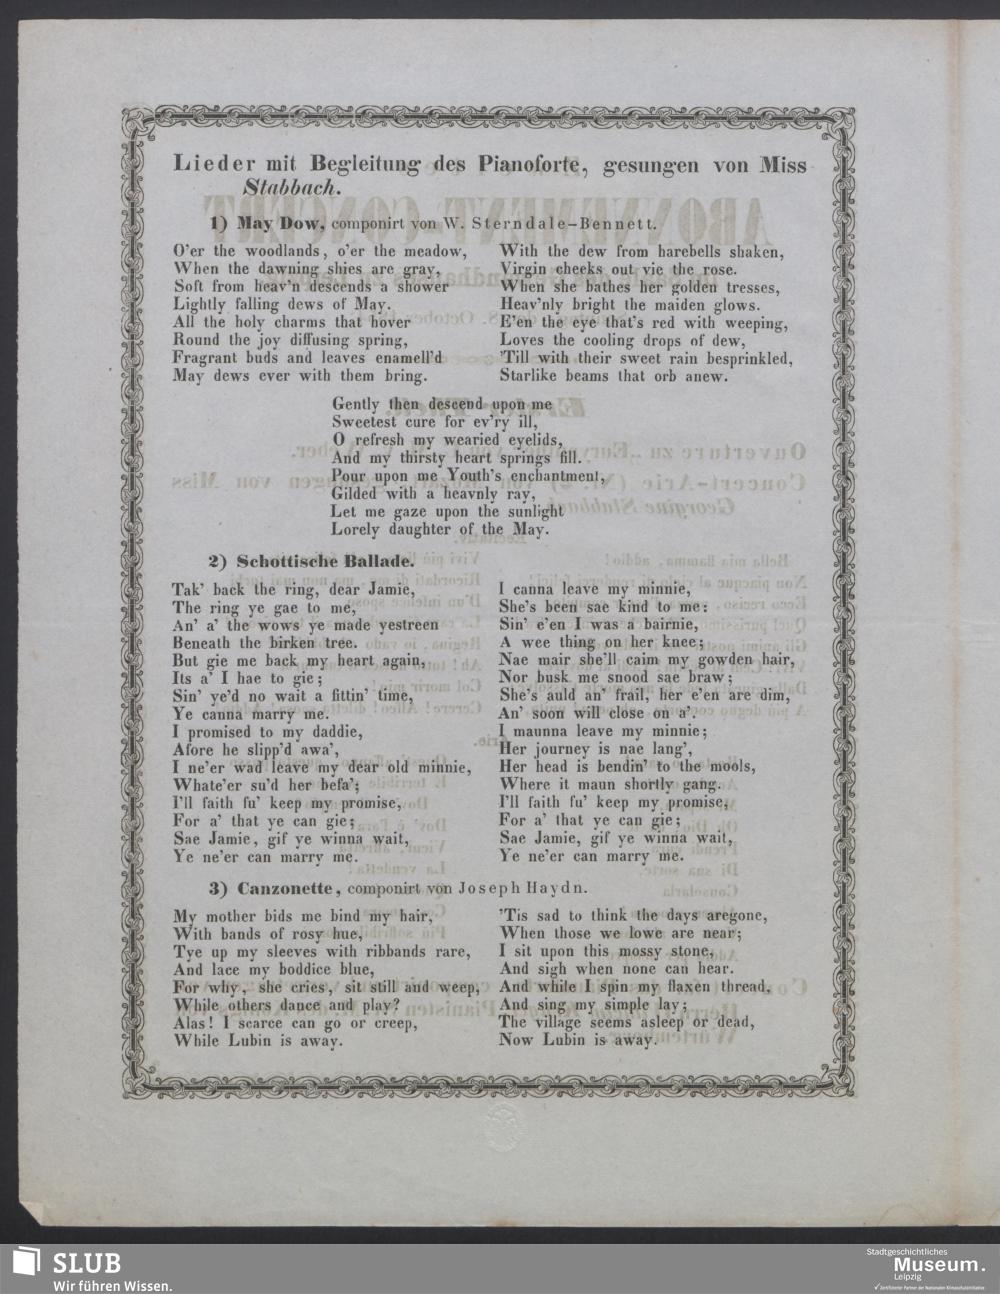 Lieder mit Begleitung des Pianoforte, gesungen von Miss
Stabbach.
1) May Dow, componirt von W. Sterndale-Bennett.
O'er the woodlands, o'er the meadow,
When the dawning shies are gray,
Soft from heav'n descends a shower
Lightly falling dews of May.
All the holy charms that hover
Round the joy diffusing spring,
Fragrant buds and leaves enamell'd
May dews ever with them bring.
With the dew from harebells shaken,
Virgin cheeks out vie the rose.
When she bathes her golden tresses,
Heav'nly bright the maiden glows.
E'en the eye that's red with weeping,
Loves the cooling drops of dew,
'Till with their sweet rain besprinkled,
Starlike beams that orb anew.
Gently then descend upon me
Sweetest cure for ev'ry ill,
O refresh my wearied eyelids,
And my thirsty heart springs fill.
Pour upon me Youth's enchantment,
Gilded with a heavnly ray,
Let me gaze upon the sunlight
Lorely daughter of the May.
2) Schottische Ballade.
Tak' back the ring, dear Jamie,
The ring ye gae to me,
An' a' the wows ye made yestreen
Beneath the birken tree.
But gie me back my heart again,
Its a' I hae to gie;
Sin' ye'd no wait a fittin' time,
Ye canna marry me.
I promised to my daddie,
Afore he slipp'd awa',
I ne'er wad leave my dear old minnie,
Whate'er su'd her befa';
I'll faith fu' keep my promise,
For a' that ye can gie;
Sae Jamie, gif ye winna wait,
Ye ne'er can marry me.
I canna leave my minnie,
She's been sae kind to me:
Sin' e'en I was a bairnie,
A wee thing on her knee;
Nae mair she'll caim my gowden hair,
Nor busk me snood sae braw;
She's auld an' frail, her e'en are dim,
An' soon will close on a'.
I maunna leave my minnie;
Her journey is nae lang',
Her head is bendin' to the mools,
Where it maun shortly gang.
I'll faith fu' keep my promise,
For a' that ye can gie;
Sae Jamie, gif ye winna wait,
Ye ne'er can marry me.
3) Canzonette, componirt von Joseph Haydn.
My mother bids me bind my hair,
With bands of rosy hue,
Tye up my sleeves with ribbands rare,
And lace my boddice blue,
For why, she cries, sit still and weep,
While others dance and play?
Alas! I scarce can go or creep,
While Lubin is away.
'Tis sad to think the days aregone,
When those we lowe are near;
I sit upon this mossy stone,
And sigh when none can hear.
And while I spin my flaxen thread,
And sing my simple lay;
The village seems asleep or dead,
Now Lubin is away.
SLUB
Wir führen Wissen.
Stadtgeschichtliches
Museum.
Leipzig
Zertifizierter Partner der Nationalen Klimaschutzinitiative